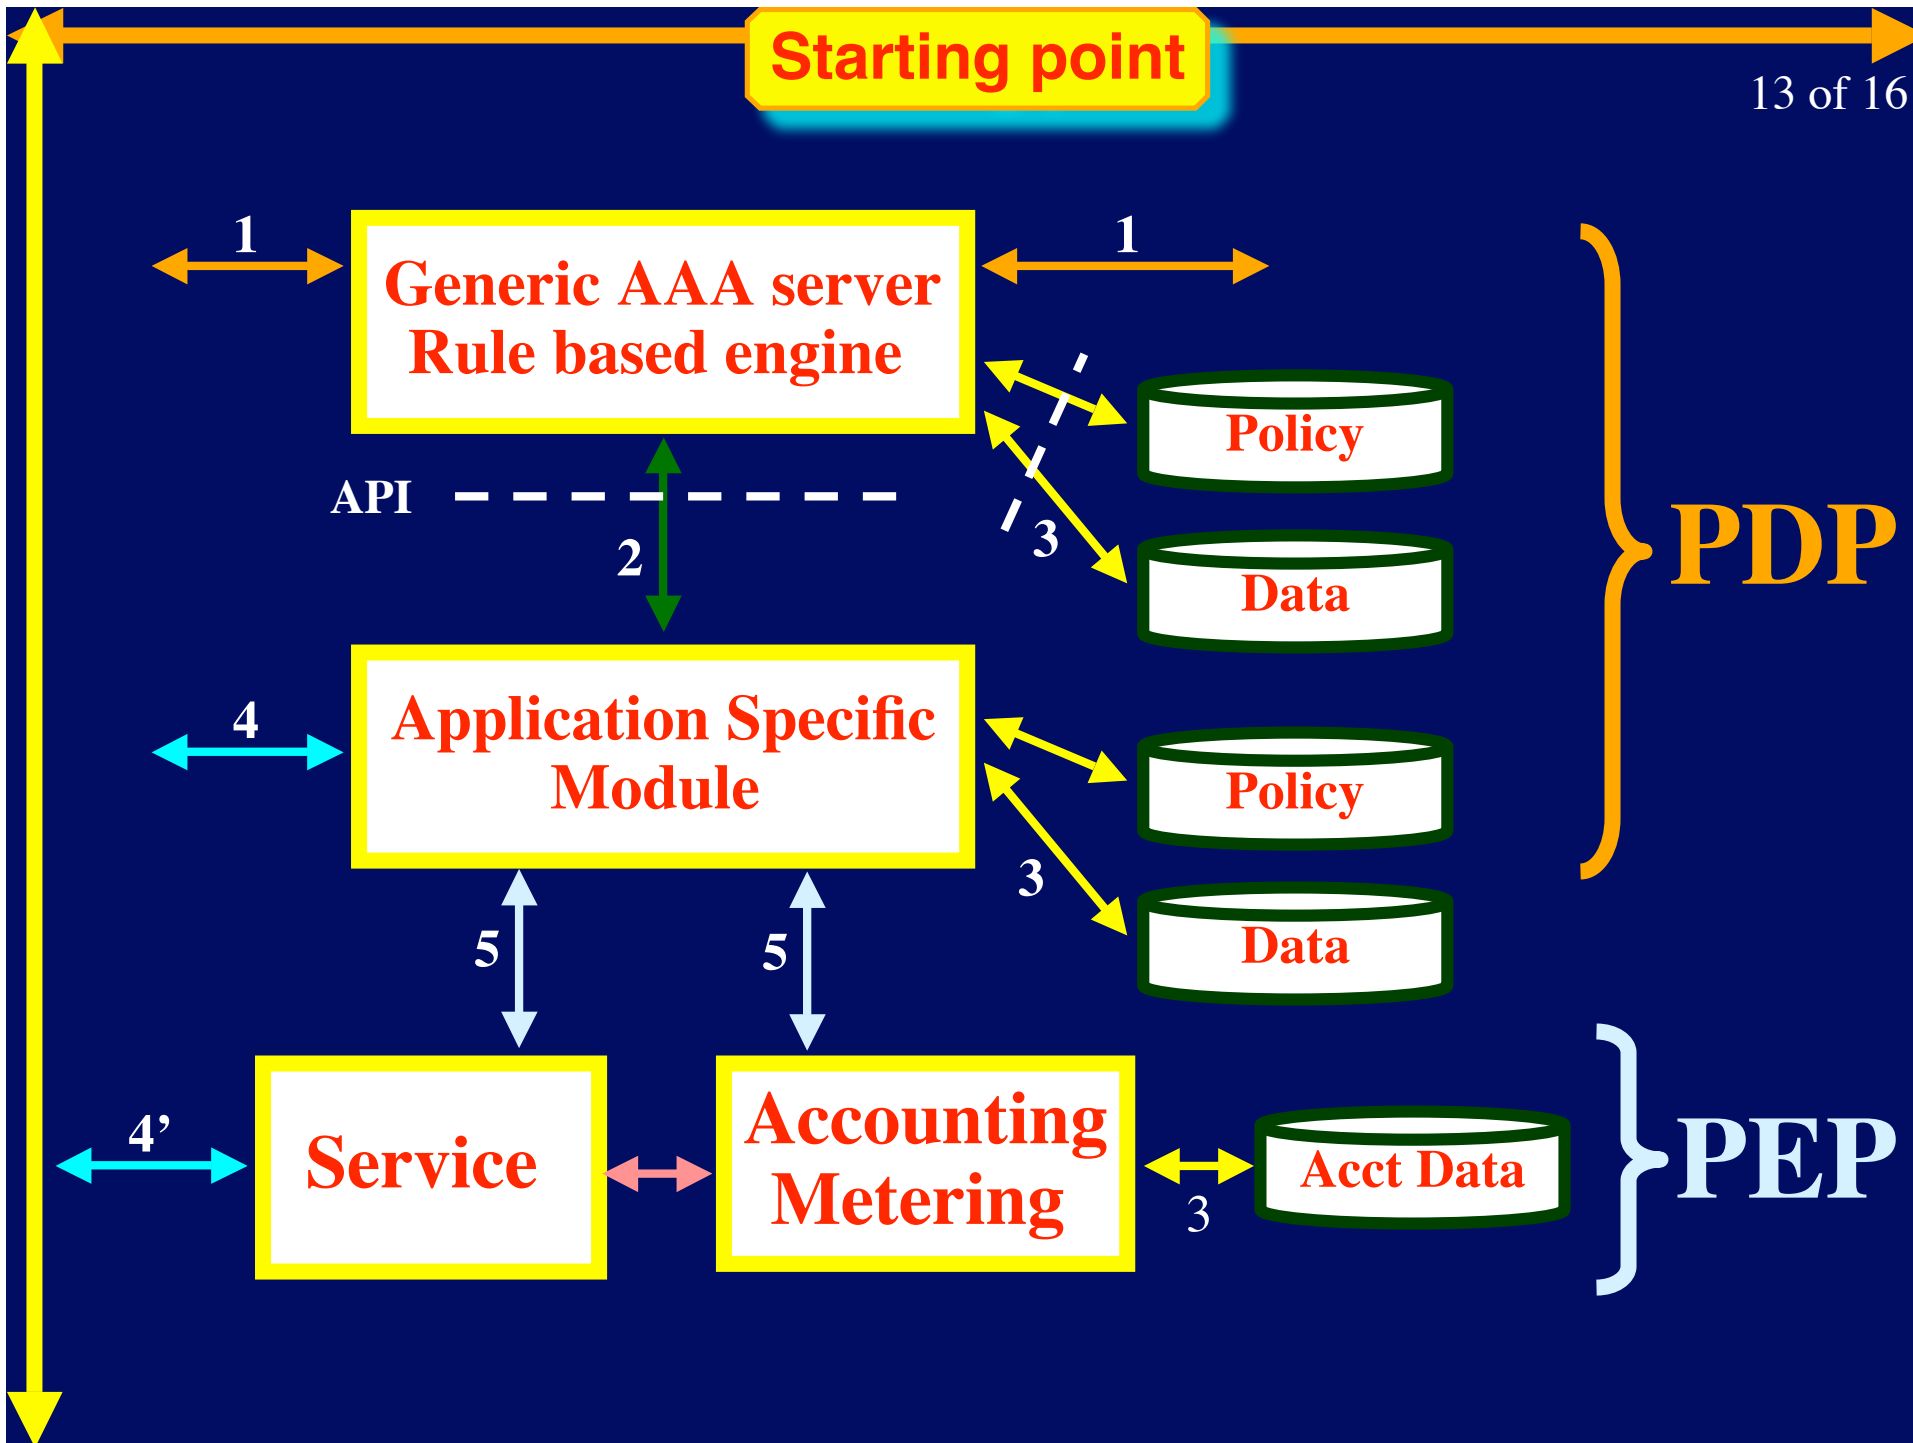 Starting point
13 of 16
1
1
Generic AAA server
Rule based engine
Policy
API
3
2
Data
PDP
4
Application Specific
Module
Policy
3
Data
5
5
4’
Service
Accounting
Metering
3
Acct Data
PEP